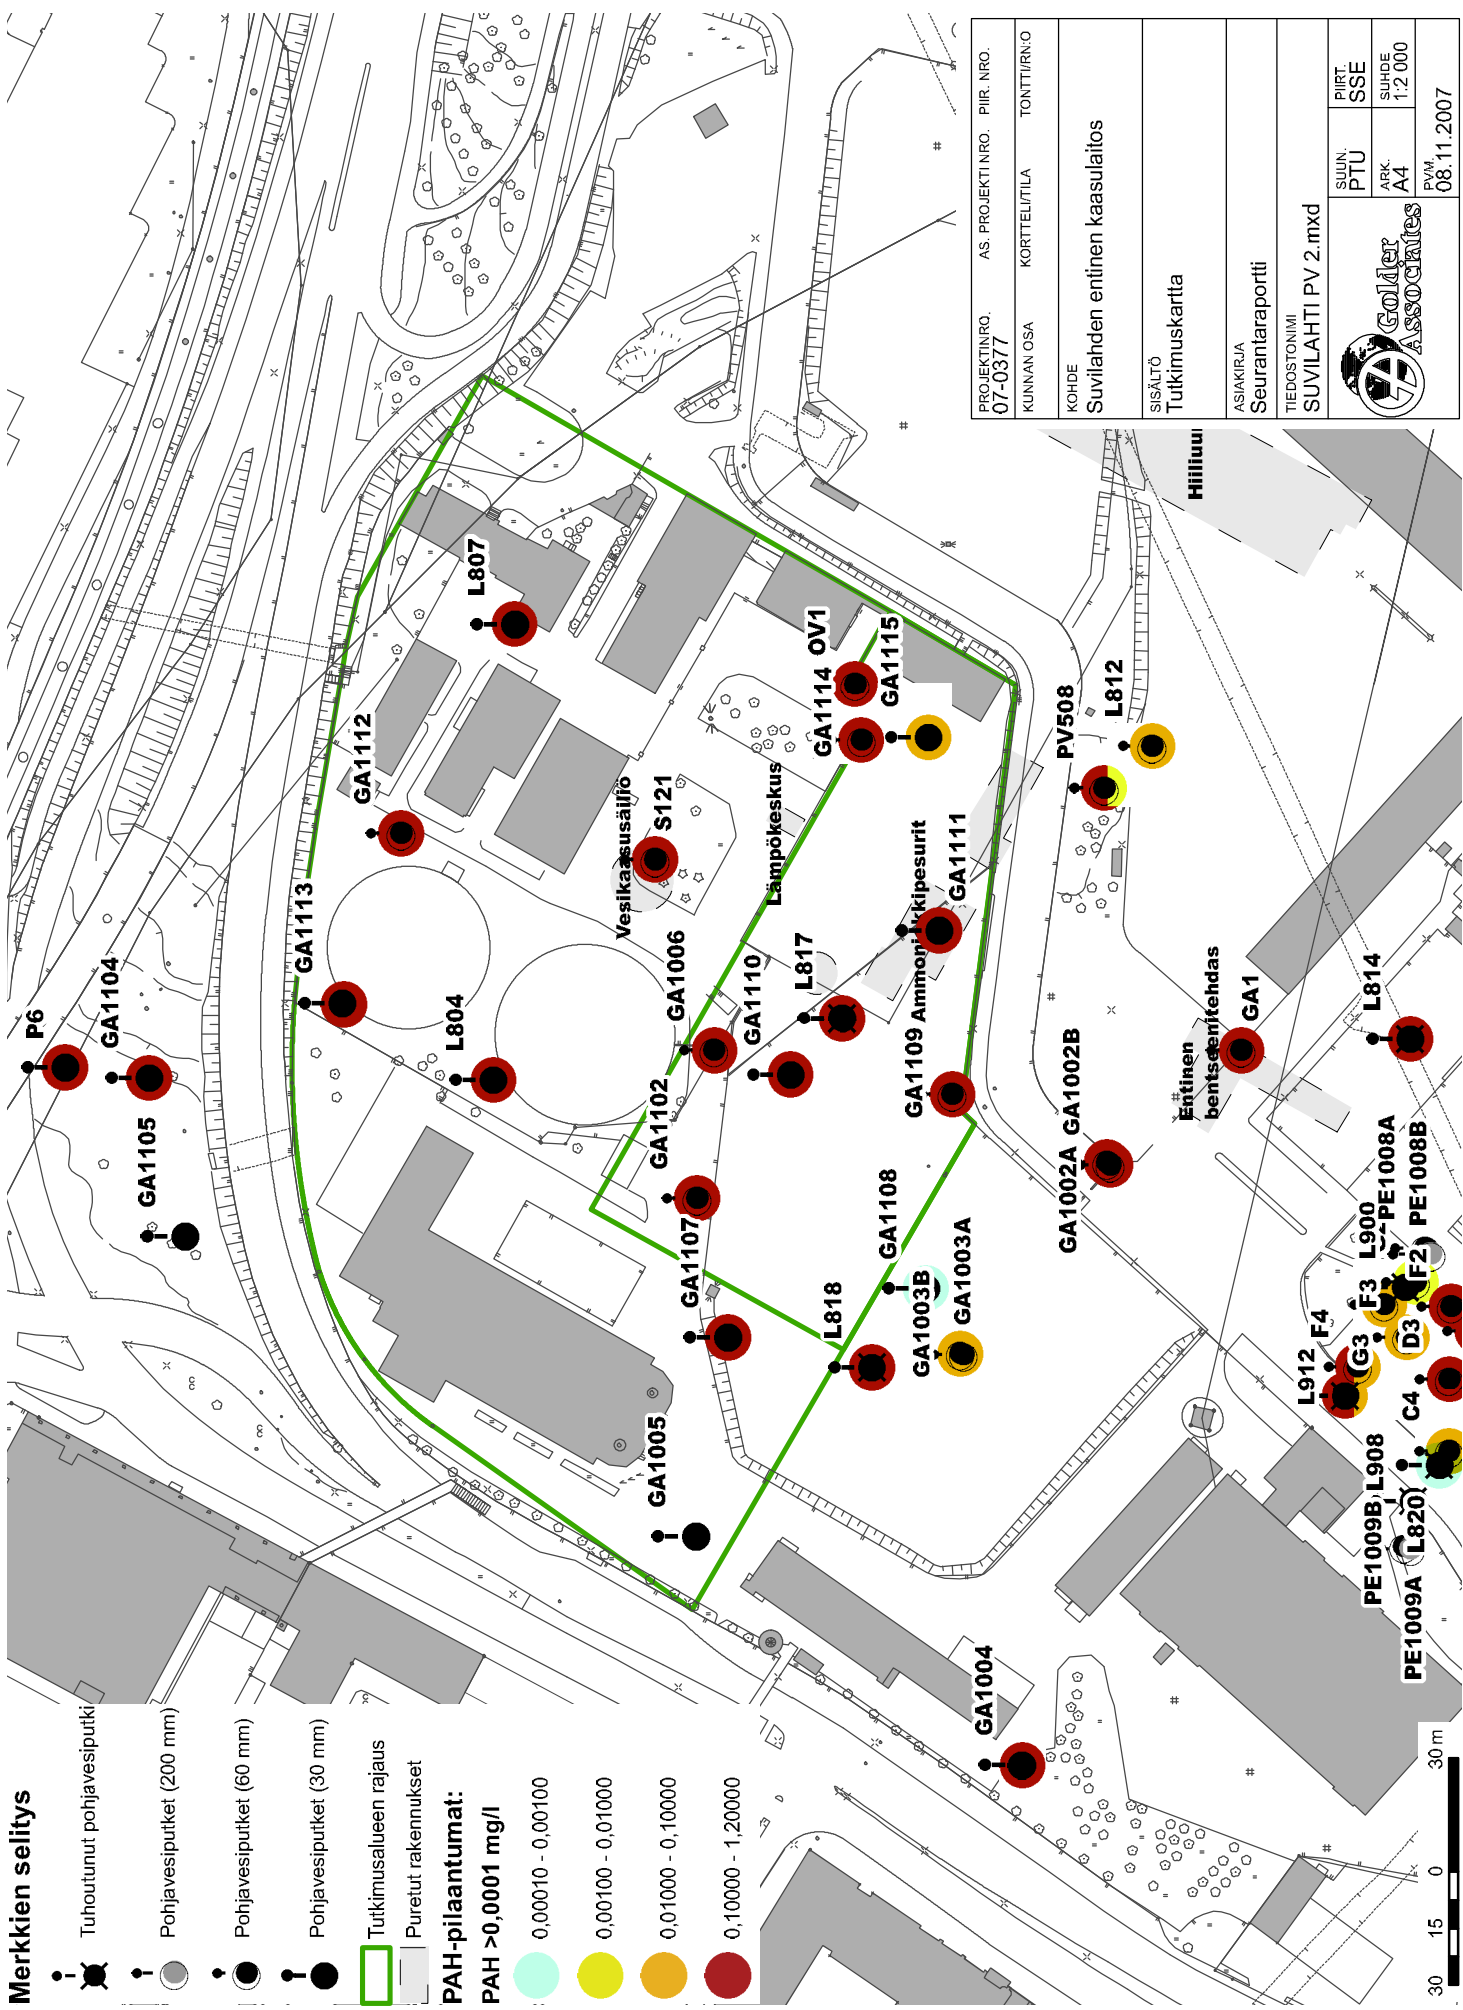 Merkkien selitys
Tuhoutunut pohjavesiputki
Pohjavesiputket (200 mm)
Pohjavesiputket (60 mm)
Pohjavesiputket (30 mm)
Tutkimusalueen rajaus
Puretut rakennukset
PAH-pilaantumat:
PAH >0,0001 mg/l
0,00010 - 0,00100
0,00100 - 0,01000
0,01000 - 0,10000
0,10000 - 1,20000
P6
GA1104
GA1105
GA1113
GA1112
L807
L804
Vesikaasusäiliö
S121
Lämpökeskus
OV1
GA1114
GA1115
GA1006
GA1110
L817
Ammoniakkipesurit
GA1111
GA1102
GA1109
GA1107
GA1108
L818
GA1003B
GA1003A
GA1005
GA1004
PV508
L812
GA1002A
GA1002B
Entinen
bentseenitehdas
GA1
L814
PE1008A
PE1008B
L900
F2
F3
F4
G3
D3
L912
C4
L908
PE1009B
L820
PE1009A
30
15
0
30 m
PROJEKTINRO.
07-0377
AS. PROJEKTI NRO.
PIIR. NRO.
KUNNAN OSA
KORTTELI/TILA
TONTTI/RN:O
KOHDE
Suvilahden entinen kaasulaitos
SISÄLTÖ
Tutkimuskartta
ASIAKIRJA
Seurantaraportti
TIEDOSTONIMI
SUVILAHTI PV 2.mxd
Golder
Associates
SUUN.
PTU
PIIRT.
SSE
ARK.
A4
SUHDE
1:2 000
PVM.
08.11.2007